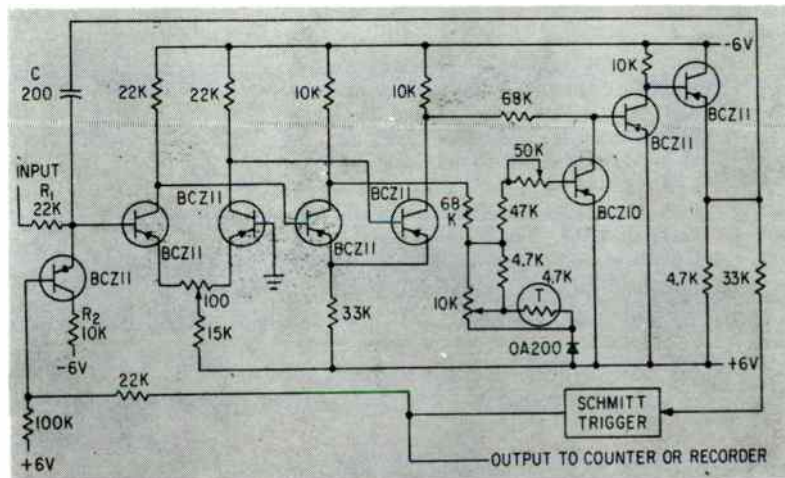 -6V
C
200
22K
22K
10K
10K
10K
68K
BCZ11
BCZ11
50K
INPUT
R1
22K
BCZ11
BCZ11
68
K
BCZ10
47K
BCZ11
BCZ11
BCZ11
4.7K
4.7K
T
100
10K
4.7K
33K
R2
10K
15K
33K
OA200
-6V
+6V
22K
SCHMITT
TRIGGER
100K
+6V
OUTPUT TO COUNTER OR RECORDER